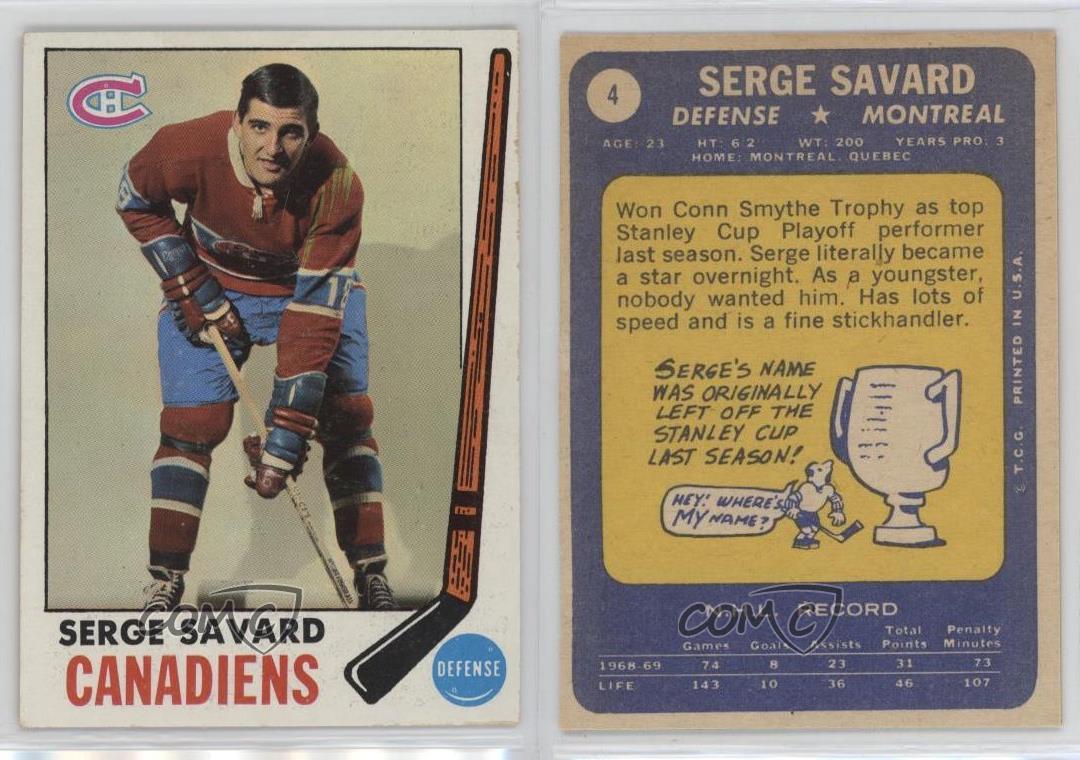 18
18
SERGE SAVARD
CANADIENS
DEFENSE
COMC
4
SERGE SAVARD
DEFENSE ★ MONTREAL
AGE: 23 HT: 6 2 WT: 200 YEARS PRO: 3
HOME: MONTREAL, QUEBEC
Won Conn Smythe Trophy as top
Stanley Cup Playoff performer
last season. Serge literally became
a star overnight. As a youngster,
nobody wanted him. Has lots of
speed and is a fine stickhandler.
SERGE'S NAME
WAS ORIGINALLY
LEFT OFF THE
STANLEY CUP
LAST SEASON!
HEY! WHERE'S
MY NAME?
© T.C.G. PRINTED IN U.S.A.
N.H.L. RECORD
COMC
Games Goals Assists Total Points Penalty Minutes
1968-69 74 8 23 31 73
LIFE 143 10 36 46 107